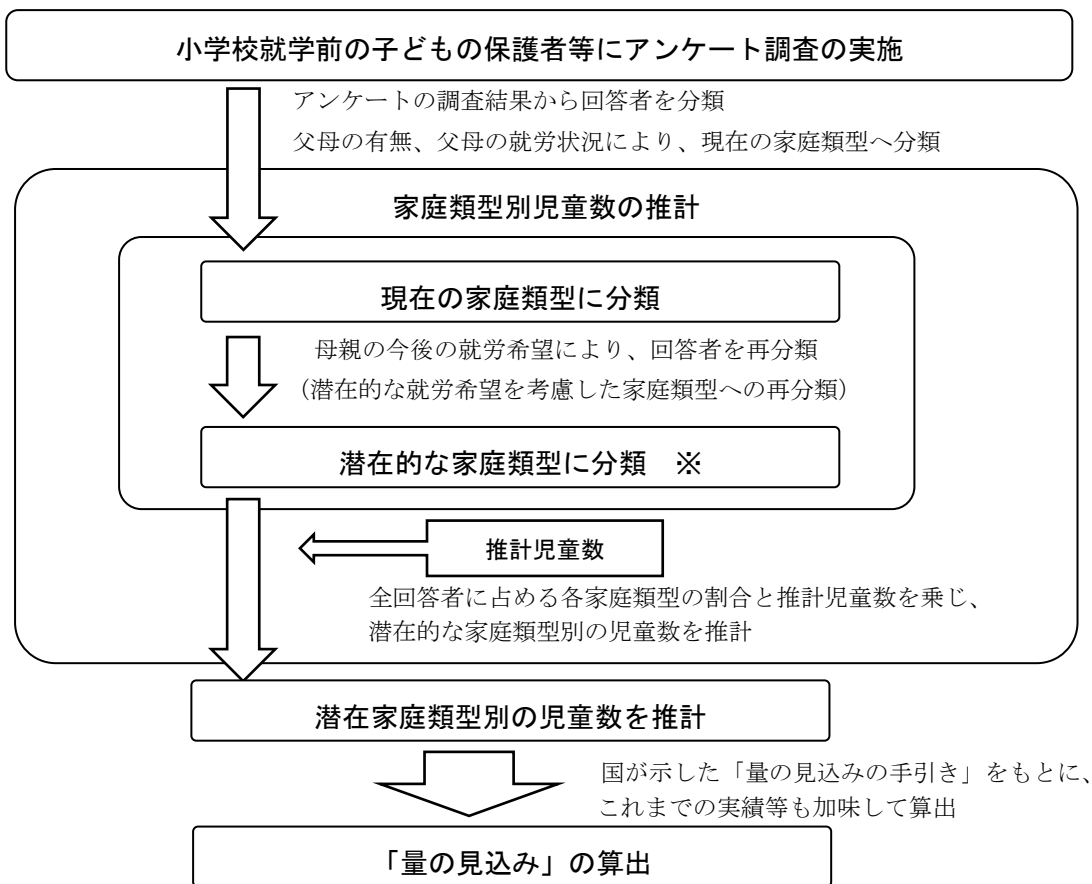 小学校就学前の子どもの保護者等にアンケート調査の実施
アンケートの調査結果から回答者を分類
父母の有無、父母の就労状況により、現在の家庭類型へ分類
家庭類型別児童数の推計
現在の家庭類型に分類
母親の今後の就労希望により、回答者を再分類
（潜在的な就労希望を考慮した家庭類型への再分類）
潜在的な家庭類型に分類　※
推計児童数
全回答者に占める各家庭類型の割合と推計児童数を乗じ、
潜在的な家庭類型別の児童数を推計
潜在家庭類型別の児童数を推計
国が示した「量の見込みの手引き」をもとに、
これまでの実績等も加味して算出
「量の見込み」の算出